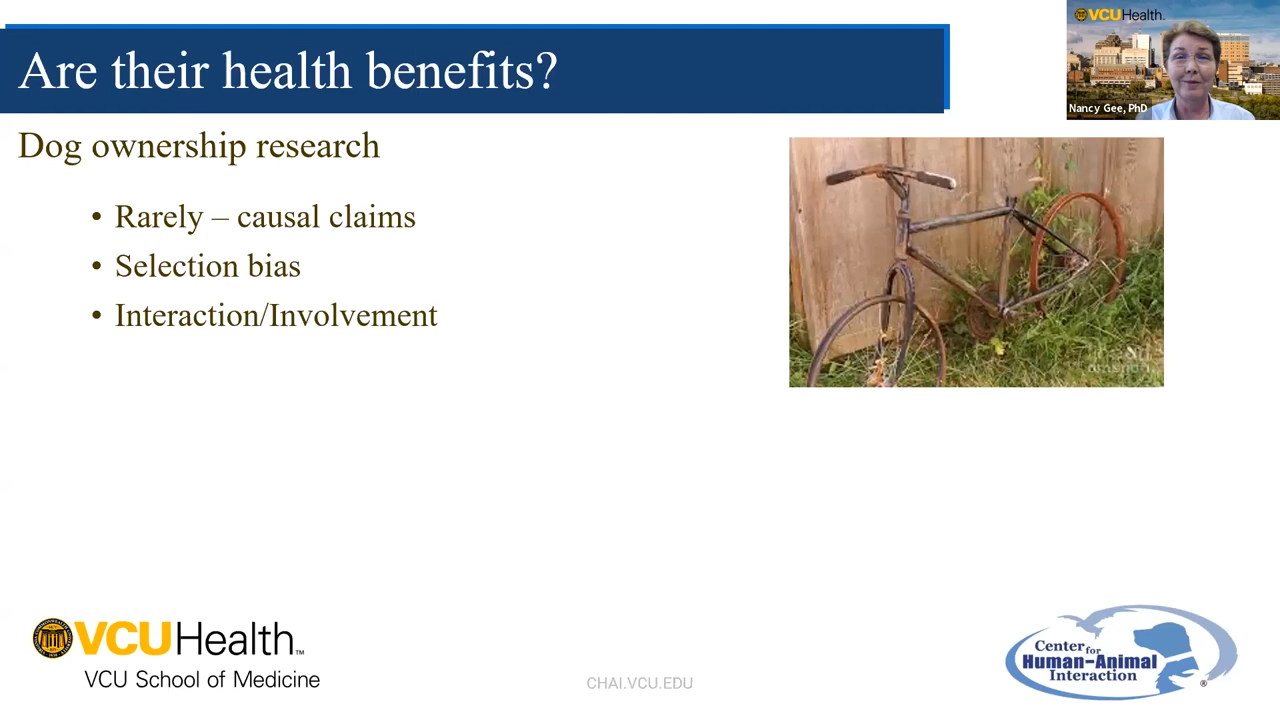 Are their health benefits?
VCUHealth.
Nancy Gee, PhD
Dog ownership research
• Rarely – causal claims
• Selection bias
• Interaction/Involvement
VCUHealth™
VCU School of Medicine
CHAI.VCU.EDU
Center for
Human-Animal
Interaction
®